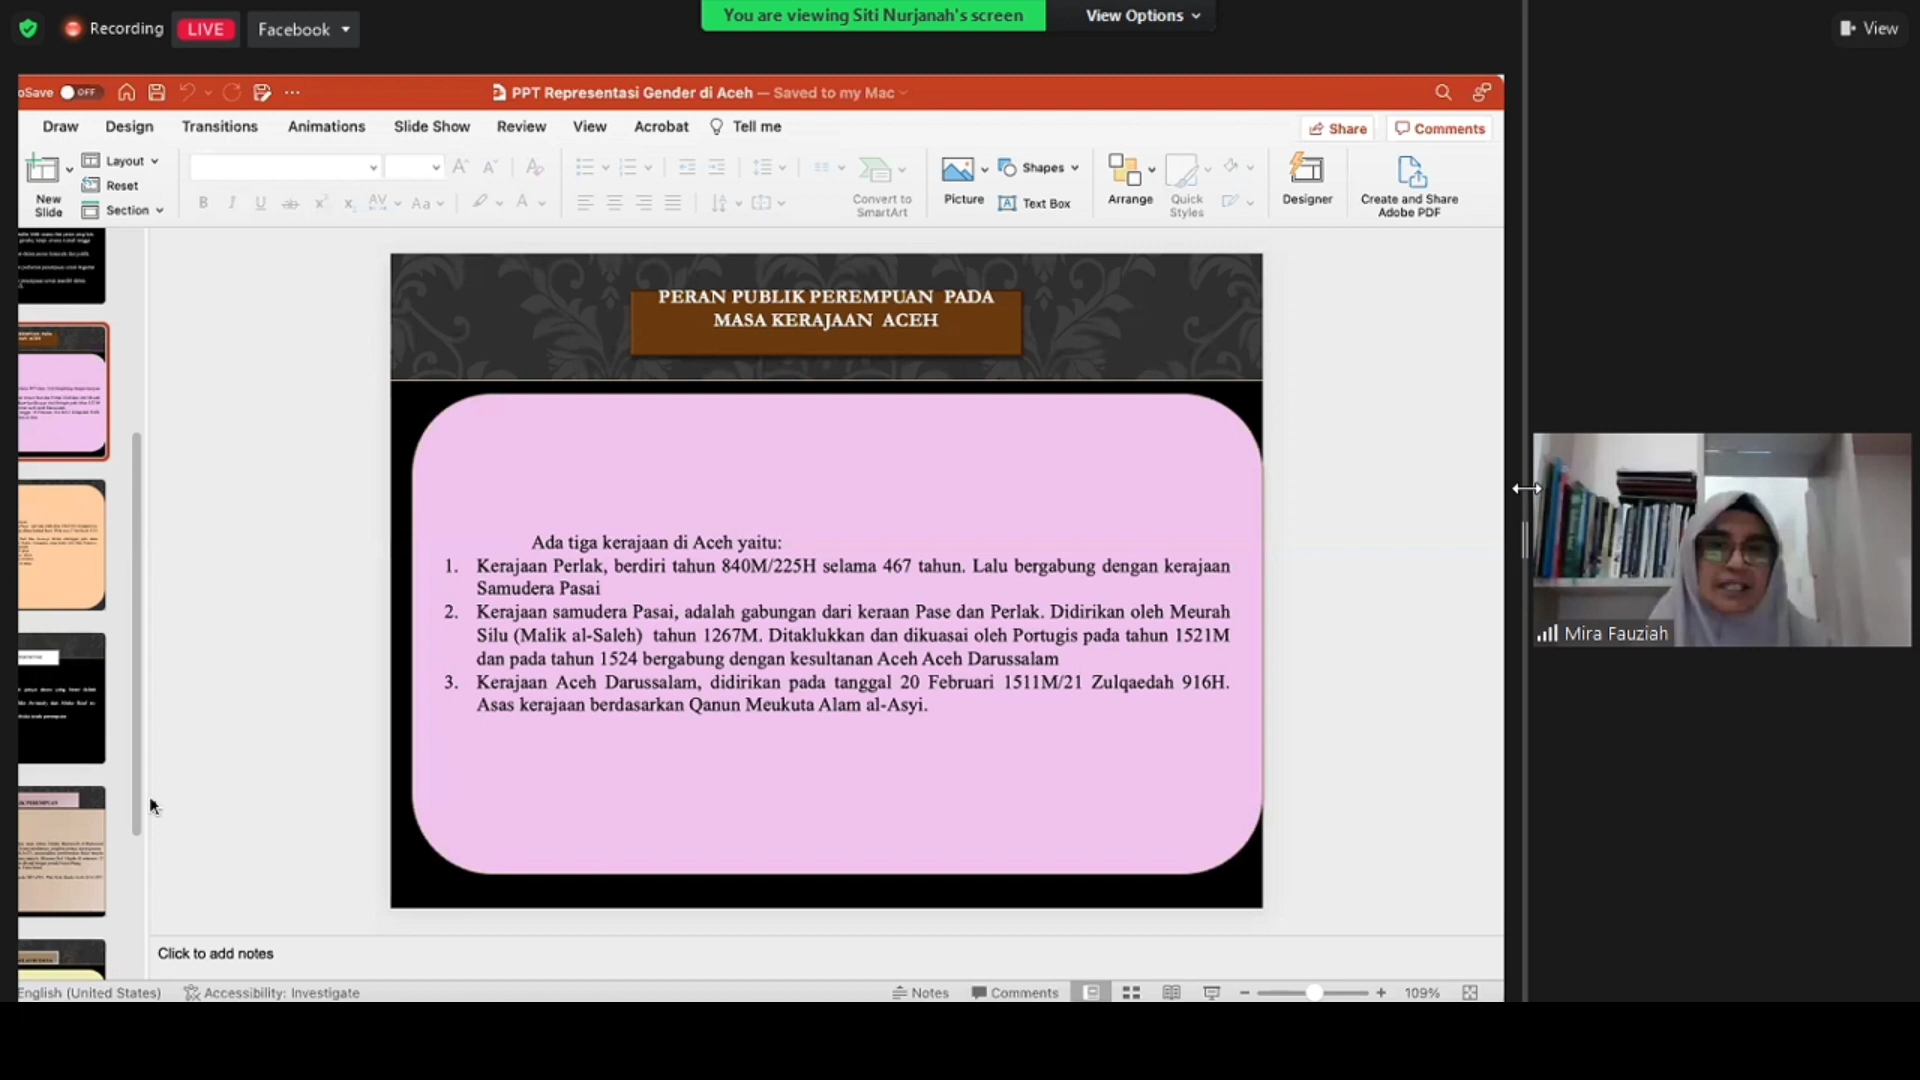 Recording
LIVE
Facebook
You are viewing Siti Nurjanah's screen
View Options
View
oSave
OFF
PPT Representasi Gender di Aceh — Saved to my Mac
Draw
Design
Transitions
Animations
Slide Show
Review
View
Acrobat
Tell me
Share
Comments
New
Slide
Layout
Reset
Section
Convert to
SmartArt
Picture
Shapes
Text Box
Arrange
Quick
Styles
Designer
Create and Share
Adobe PDF
PERAN PUBLIK PEREMPUAN PADA
MASA KERAJAAN ACEH
Ada tiga kerajaan di Aceh yaitu:
1. Kerajaan Perlak, berdiri tahun 840M/225H selama 467 tahun. Lalu bergabung dengan kerajaan
Samudera Pasai
2. Kerajaan samudera Pasai, adalah gabungan dari keraan Pase dan Perlak. Didirikan oleh Meurah
Silu (Malik al-Saleh) tahun 1267M. Ditaklukkan dan dikuasai oleh Portugis pada tahun 1521M
dan pada tahun 1524 bergabung dengan kesultanan Aceh Aceh Darussalam
3. Kerajaan Aceh Darussalam, didirikan pada tanggal 20 Februari 1511M/21 Zulqaedah 916H.
Asas kerajaan berdasarkan Qanun Meukuta Alam al-Asyi.
Mira Fauziah
Click to add notes
English (United States)
Accessibility: Investigate
Notes
Comments
109%